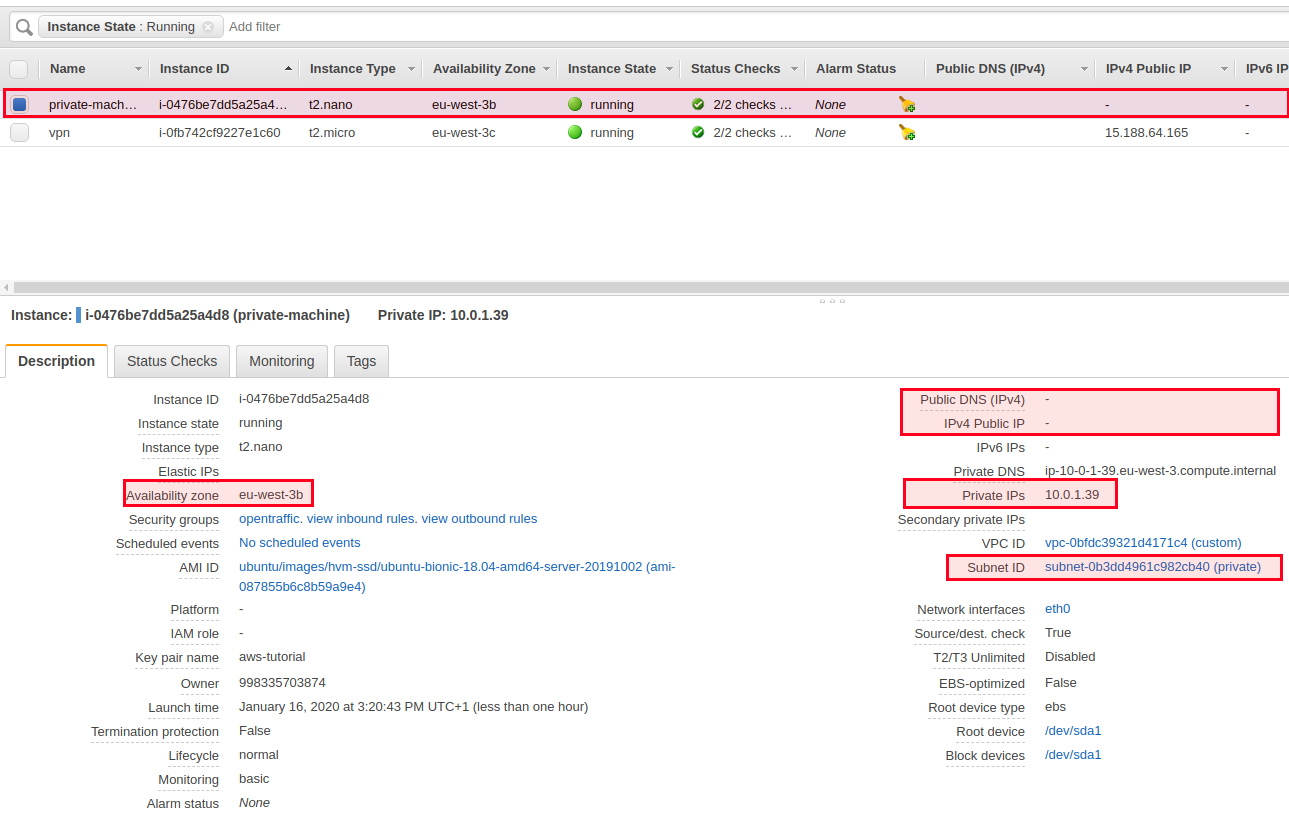 Instance State : Running Add filter
Name Instance ID Instance Type Availability Zone Instance State Status Checks Alarm Status Public DNS (IPv4) IPv4 Public IP IPv6 IP
private-mach… i-0476be7dd5a25a4… t2.nano eu-west-3b running 2/2 checks … None - -
vpn i-0fb742cf9227e1c60 t2.micro eu-west-3c running 2/2 checks … None 15.188.64.165 -
Instance: i-0476be7dd5a25a4d8 (private-machine) Private IP: 10.0.1.39
Description Status Checks Monitoring Tags
Instance ID i-0476be7dd5a25a4d8 Public DNS (IPv4) -
Instance state running IPv4 Public IP -
Instance type t2.nano IPv6 IPs -
Elastic IPs Private DNS ip-10-0-1-39.eu-west-3.compute.internal
Availability zone eu-west-3b Private IPs 10.0.1.39
Security groups opentraffic. view inbound rules. view outbound rules Secondary private IPs
Scheduled events No scheduled events VPC ID vpc-0bfdc39321d4171c4 (custom)
AMI ID ubuntu/images/hvm-ssd/ubuntu-bionic-18.04-amd64-server-20191002 (ami- Subnet ID subnet-0b3dd4961c982cb40 (private)
087855b6c8b59a9e4)
Platform - Network interfaces eth0
IAM role - Source/dest. check True
Key pair name aws-tutorial T2/T3 Unlimited Disabled
Owner 998335703874 EBS-optimized False
Launch time January 16, 2020 at 3:20:43 PM UTC+1 (less than one hour) Root device type ebs
Termination protection False Root device /dev/sda1
Lifecycle normal Block devices /dev/sda1
Monitoring basic
Alarm status None